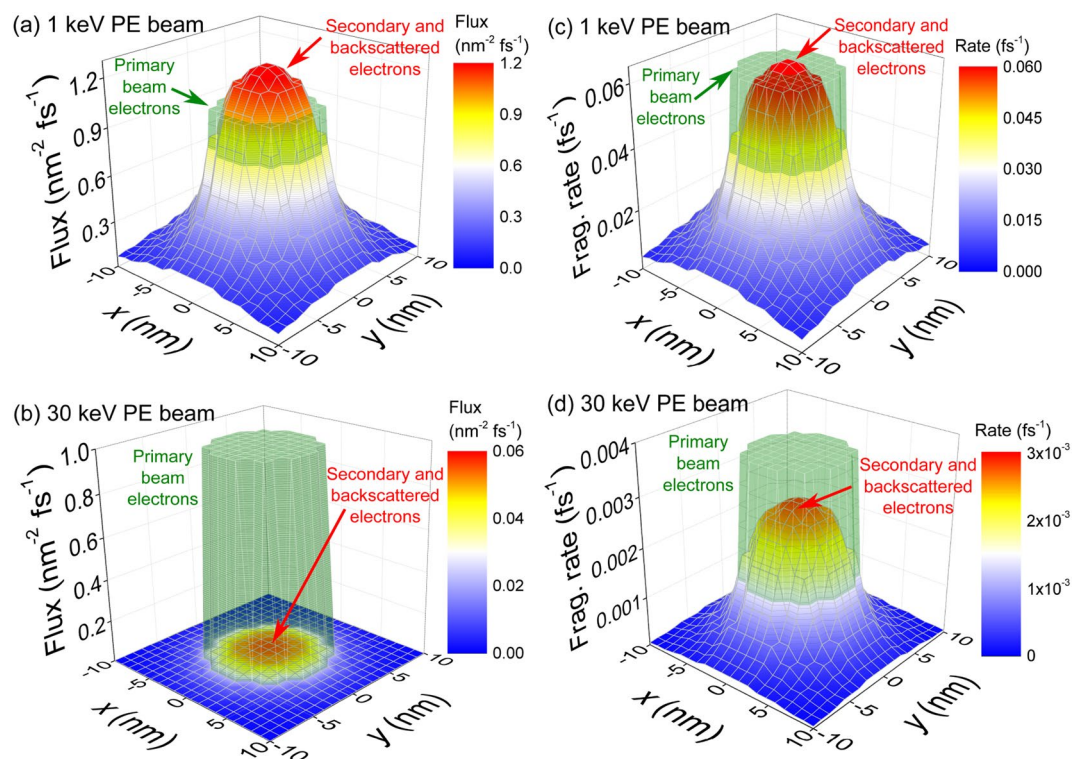 (a) 1 keV PE beam
Flux
(nm⁻² fs⁻¹)
Secondary and
backscattered
electrons
Primary
beam
electrons
Flux (nm⁻² fs⁻¹)
1.2
0.9
0.6
0.3
-10
-5
0
5
10
x (nm)
-10
-5
0
5
10
y (nm)
1.2
0.9
0.6
0.3
0.0
(c) 1 keV PE beam
Rate (fs⁻¹)
Secondary and
backscattered
electrons
Primary
beam
electrons
Frag. rate (fs⁻¹)
0.06
0.04
0.02
-10
-5
0
5
10
x (nm)
-10
-5
0
5
10
y (nm)
0.060
0.045
0.030
0.015
0.000
(b) 30 keV PE beam
Flux
(nm⁻² fs⁻¹)
Primary
beam
electrons
Secondary and
backscattered
electrons
Flux (nm⁻² fs⁻¹)
1.0
0.8
0.6
0.4
0.2
-10
-5
0
5
10
x (nm)
-10
-5
0
5
10
y (nm)
0.06
0.04
0.02
0.00
(d) 30 keV PE beam
Rate (fs⁻¹)
Primary
beam
electrons
Secondary and
backscattered
electrons
Frag. rate (fs⁻¹)
0.004
0.003
0.002
0.001
-10
-5
0
5
10
x (nm)
-10
-5
0
5
10
y (nm)
3x10⁻³
2x10⁻³
1x10⁻³
0